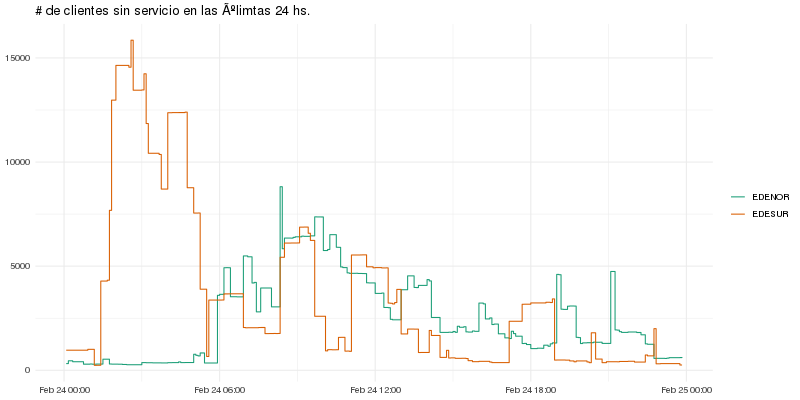 # de clientes sin servicio en las Ãºlimtas 24 hs.
15000
10000
5000
0
Feb 24 00:00
Feb 24 06:00
Feb 24 12:00
Feb 24 18:00
Feb 25 00:00
EDENOR
EDESUR